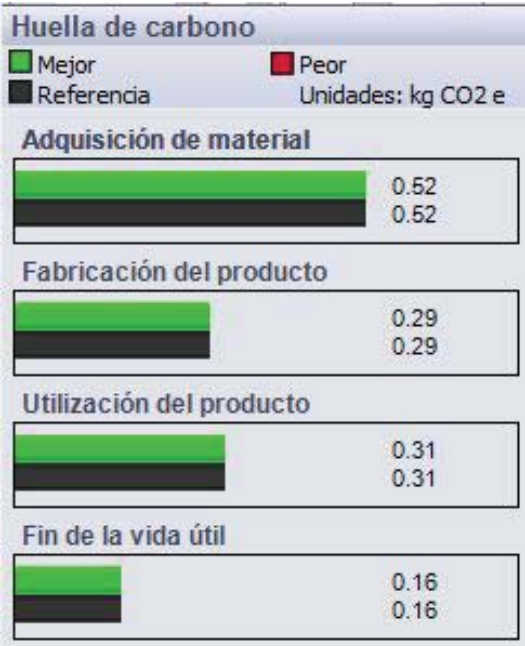 Huella de carbono
Mejor Peor
Referencia Unidades: kg CO2 e
Adquisición de material
0.52
0.52
Fabricación del producto
0.29
0.29
Utilización del producto
0.31
0.31
Fin de la vida útil
0.16
0.16